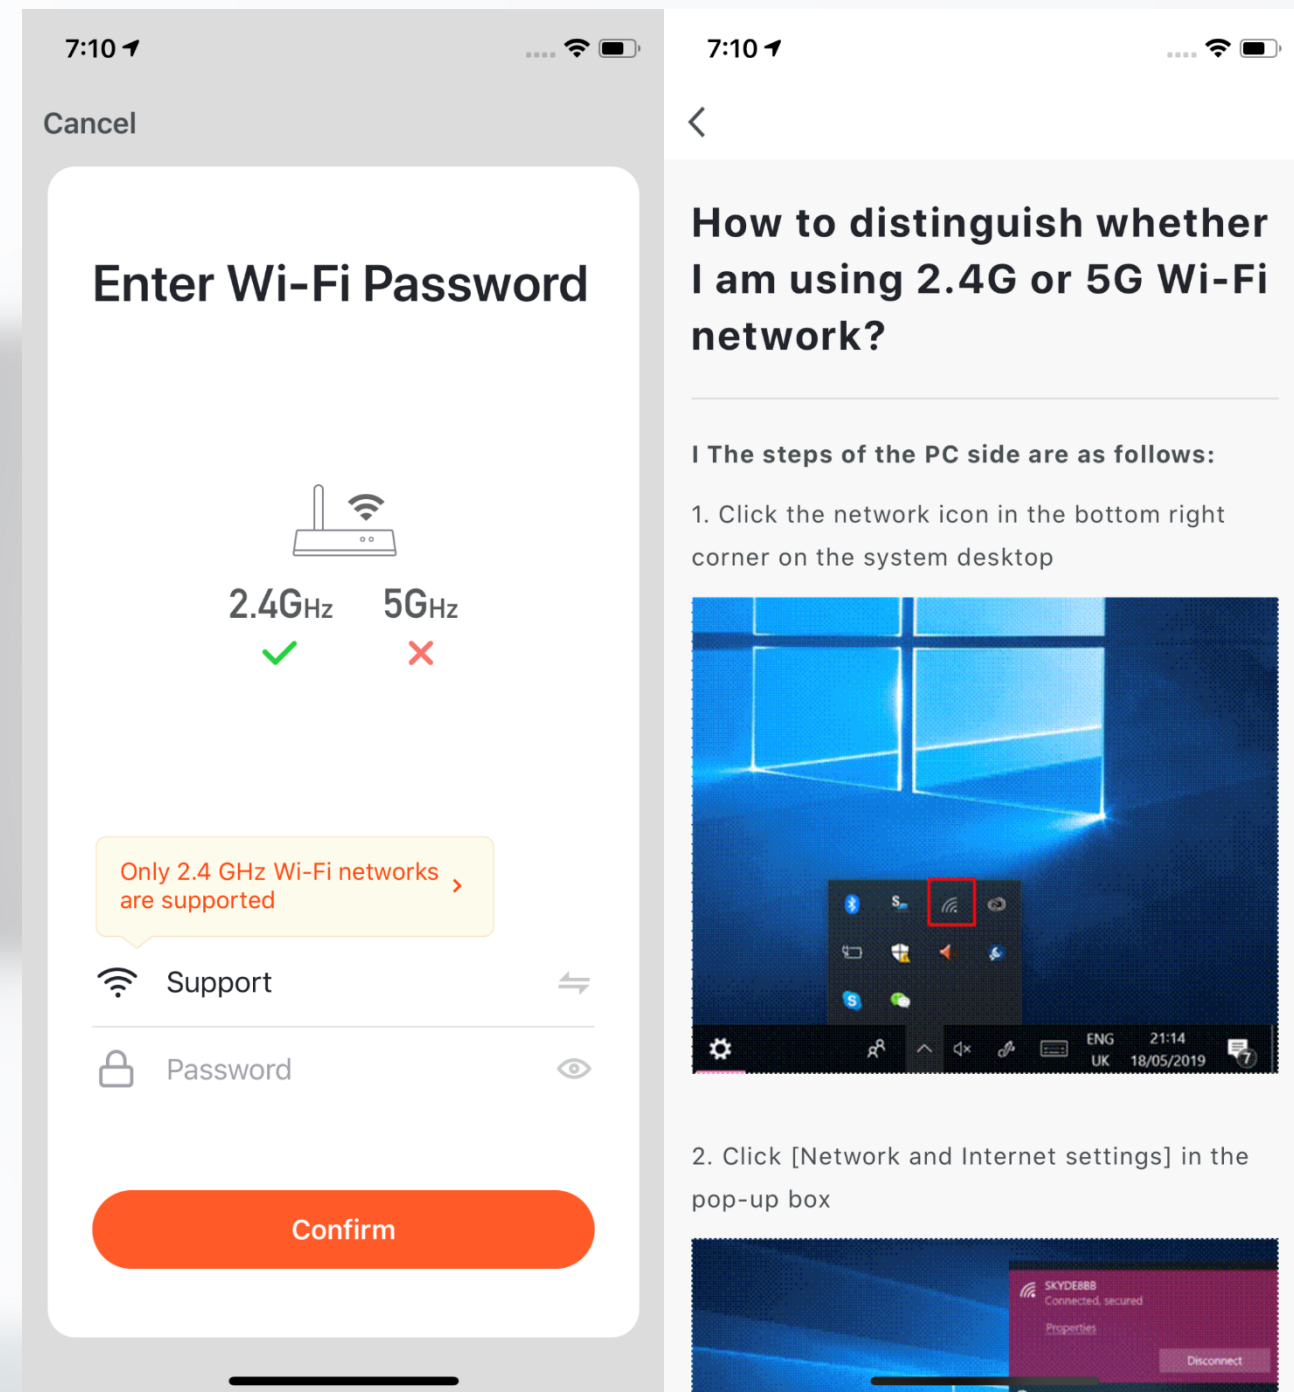 7:10
Cancel
Enter Wi-Fi Password
2.4GHz 5GHz
Only 2.4 GHz Wi-Fi networks
are supported
Support
Password
Confirm
7:10
How to distinguish whether
I am using 2.4G or 5G Wi-Fi
network?
I The steps of the PC side are as follows:
1. Click the network icon in the bottom right
corner on the system desktop
ENG 21:14
UK 18/05/2019
7
2. Click [Network and Internet settings] in the
pop-up box
SKYDE8BB
Connected, secured
Properties
Disconnect